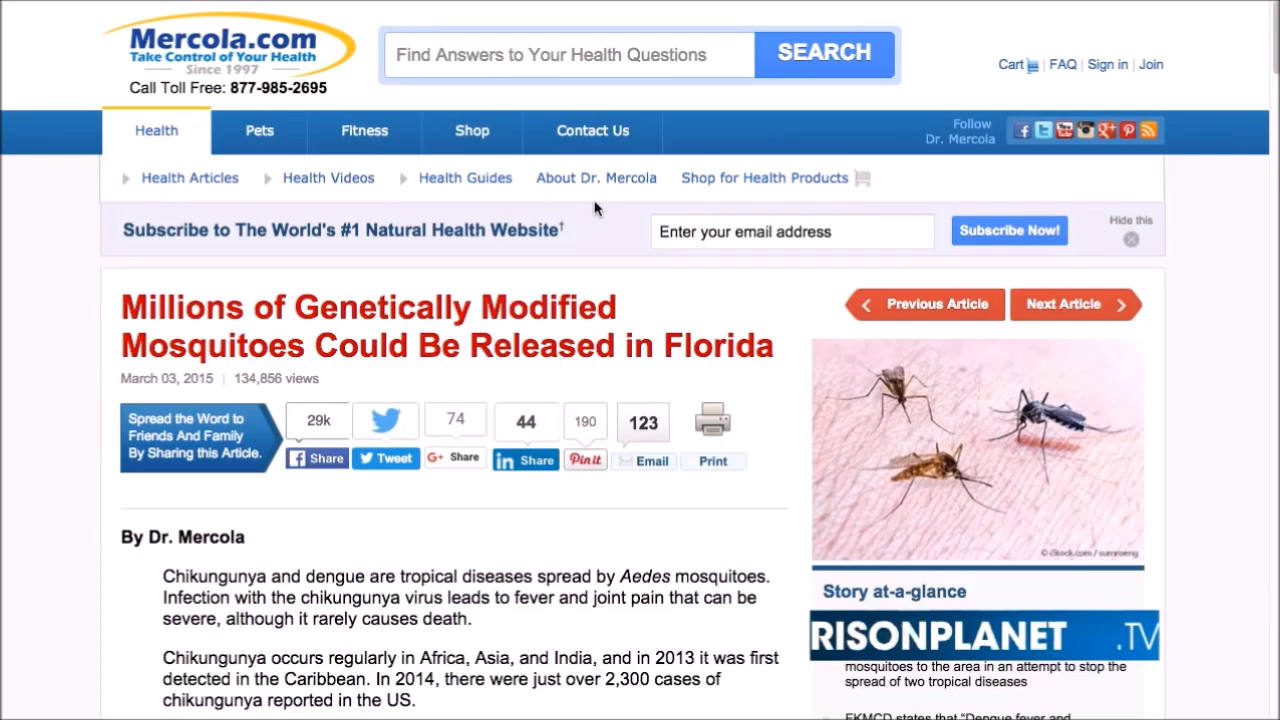 Mercola.com
Take Control of Your Health
Since 1997
Call Toll Free: 877-985-2695
Find Answers to Your Health Questions
SEARCH
Cart | FAQ | Sign in | Join
Health Pets Fitness Shop Contact Us
Follow
Dr. Mercola
Health Articles Health Videos Health Guides About Dr. Mercola Shop for Health Products
Subscribe to The World's #1 Natural Health Website†
Enter your email address
Subscribe Now!
Hide this
Millions of Genetically Modified
Mosquitoes Could Be Released in Florida
March 03, 2015 | 134,856 views
Previous Article
Next Article
Spread the Word to
Friends And Family
By Sharing this Article.
29k 74 44 190 123
Share Tweet Share Share Pin it Email Print
© iStock.com / sumroeng
By Dr. Mercola
Chikungunya and dengue are tropical diseases spread by Aedes mosquitoes.
Infection with the chikungunya virus leads to fever and joint pain that can be
severe, although it rarely causes death.
Chikungunya occurs regularly in Africa, Asia, and India, and in 2013 it was first
detected in the Caribbean. In 2014, there were just over 2,300 cases of
chikungunya reported in the US.
Story at-a-glance
RISONPLANET .TV
mosquitoes to the area in an attempt to stop the
spread of two tropical diseases
FKMCD states that "Dengue fever and